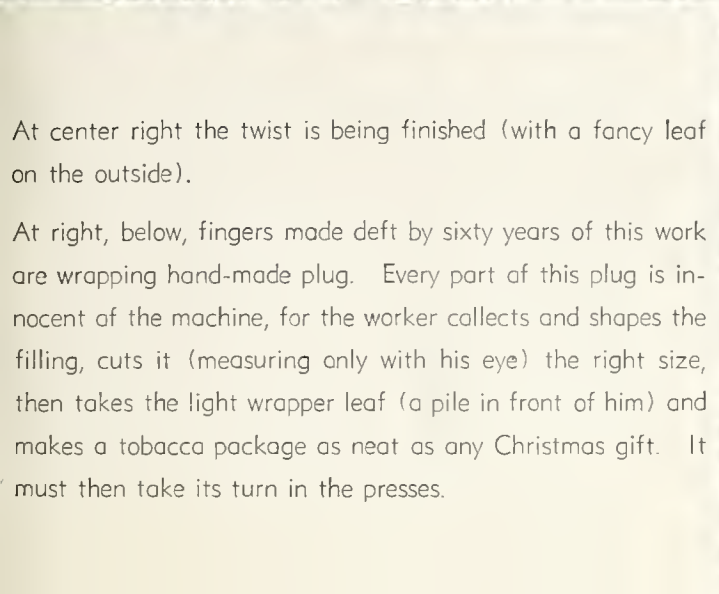 At center right the twist is being finished (with a fancy leaf
on the outside).
At right, below, fingers made deft by sixty years of this work
are wrapping hand-made plug. Every part of this plug is in-
nocent of the machine, for the worker collects and shapes the
filling, cuts it (measuring only with his eye) the right size,
then takes the light wrapper leaf (a pile in front of him) and
makes a tobacco package as neat as any Christmas gift. It
must then take its turn in the presses.